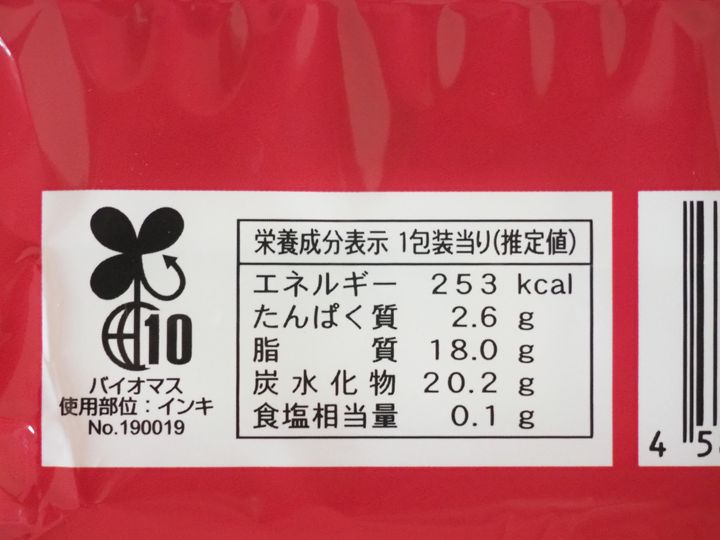 10
バイオマス
使用部位：インキ
No.190019
栄養成分表示 1包装当り(推定値)
エネルギー 253 kcal
たんぱく質 2.6 g
脂質 18.0 g
炭水化物 20.2 g
食塩相当量 0.1 g
4 5